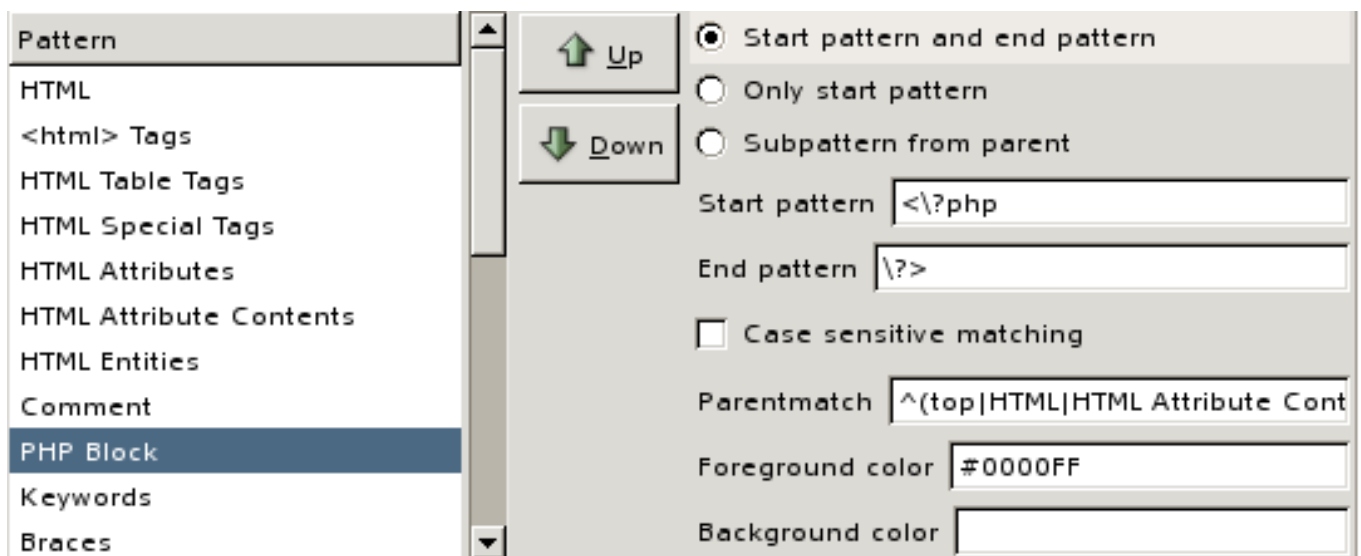 Pattern
HTML
<html> Tags
HTML Table Tags
HTML Special Tags
HTML Attributes
HTML Attribute Contents
HTML Entities
Comment
PHP Block
Keywords
Braces
Up
Down
Start pattern and end pattern
Only start pattern
Subpattern from parent
Start pattern <\?php
End pattern \?>
Case sensitive matching
Parentmatch ^(top|HTML|HTML Attribute Cont
Foreground color #0000FF
Background color